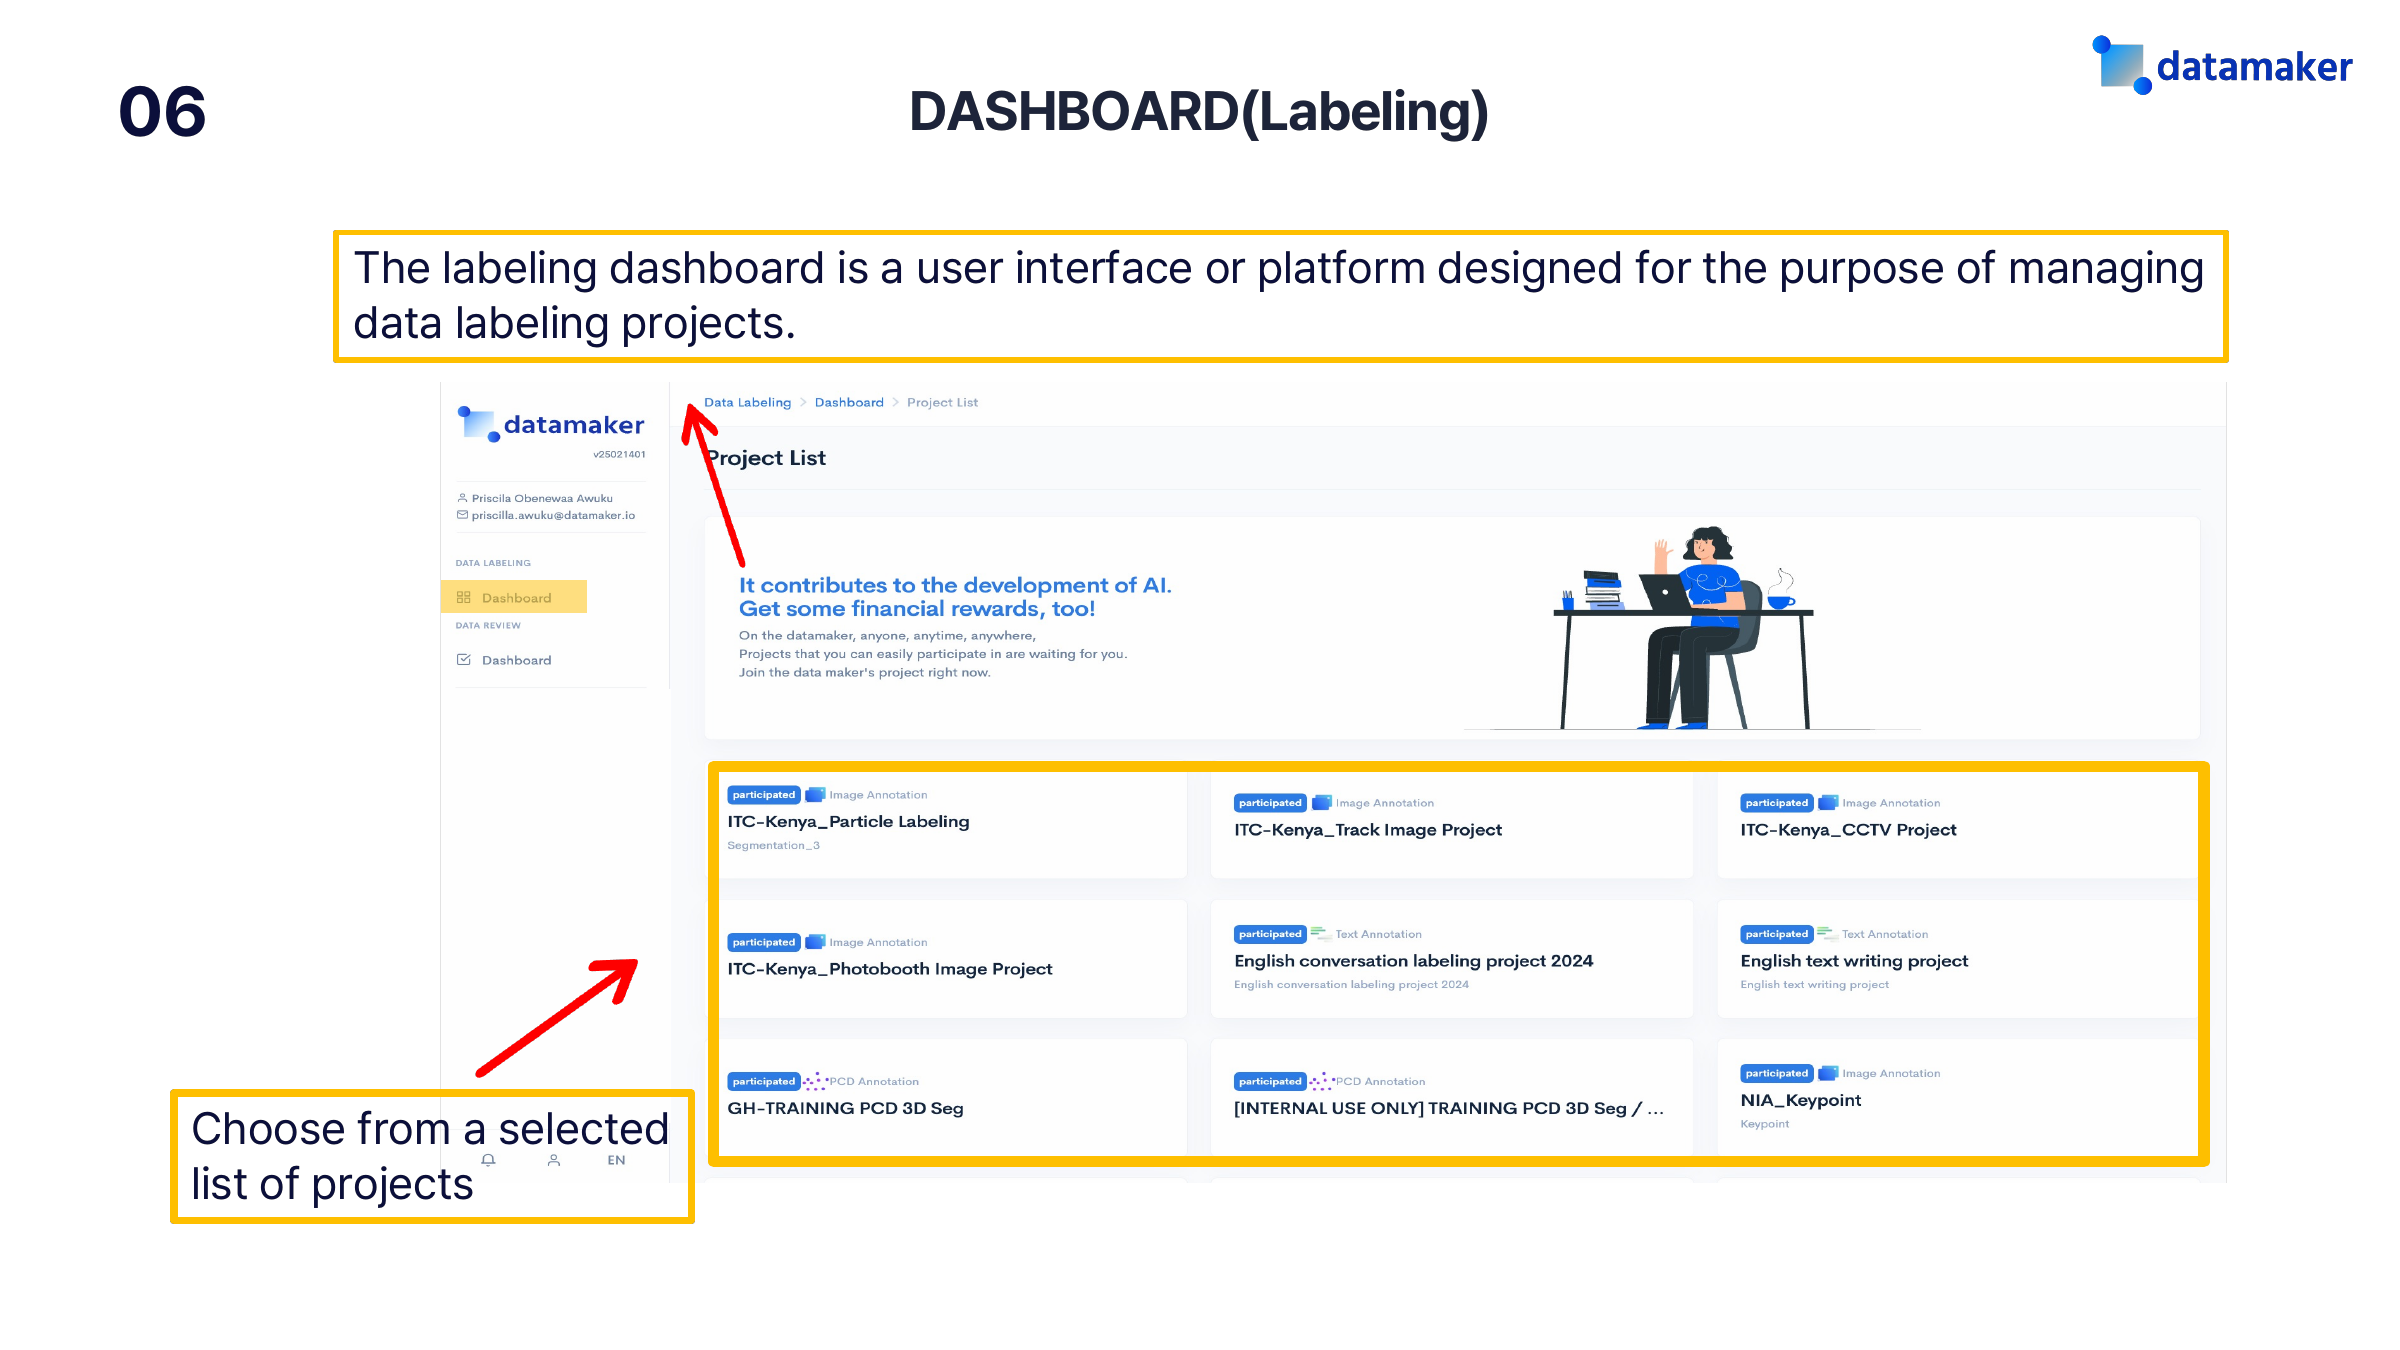 datamaker
06
DASHBOARD(Labeling)
The labeling dashboard is a user interface or platform designed for the purpose of managing
data labeling projects.
datamaker
v25021401
Priscila Obenewaa Awuku
priscilla.awuku@datamaker.io
DATA LABELING
Dashboard
DATA REVIEW
Dashboard
Data Labeling > Dashboard > Project List
Project List
It contributes to the development of AI.
Get some financial rewards, too!
On the datamaker, anyone, anytime, anywhere,
Projects that you can easily participate in are waiting for you.
Join the data maker's project right now.
participated Image Annotation
ITC-Kenya_Particle Labeling
Segmentation_3
participated Image Annotation
ITC-Kenya_Track Image Project
participated Image Annotation
ITC-Kenya_CCTV Project
participated Image Annotation
ITC-Kenya_Photobooth Image Project
participated Text Annotation
English conversation labeling project 2024
English conversation labeling project 2024
participated Text Annotation
English text writing project
English text writing project
participated PCD Annotation
GH-TRAINING PCD 3D Seg
participated PCD Annotation
[INTERNAL USE ONLY] TRAINING PCD 3D Seg / ...
participated Image Annotation
NIA_Keypoint
Keypoint
Choose from a selected
list of projects
EN